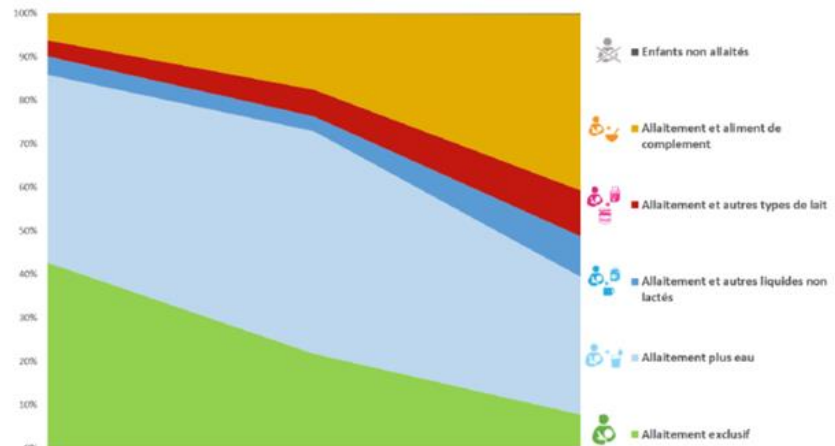 100%
90%
80%
70%
60%
50%
40%
30%
20%
10%
0%
Enfants non allaités
Allaitement et aliment de
complement
Allaitement et autres types de lait
Allaitement et autres liquides non
lactés
Allaitement plus eau
Allaitement exclusif